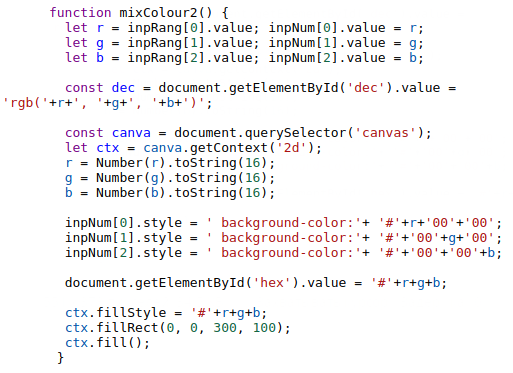 function mixColour2() {
let r = inpRang[0].value; inpNum[0].value = r;
let g = inpRang[1].value; inpNum[1].value = g;
let b = inpRang[2].value; inpNum[2].value = b;
const dec = document.getElementById('dec').value =
'rgb('+r+', '+g+', '+b+')';
const canva = document.querySelector('canvas');
let ctx = canva.getContext('2d');
r = Number(r).toString(16);
g = Number(g).toString(16);
b = Number(b).toString(16);
inpNum[0].style = ' background-color:'+ '#'+r+'00'+'00';
inpNum[1].style = ' background-color:'+ '#'+'00'+g+'00';
inpNum[2].style = ' background-color:'+ '#'+'00'+'00'+b;
document.getElementById('hex').value = '#'+r+g+b;
ctx.fillStyle = '#'+r+g+b;
ctx.fillRect(0, 0, 300, 100);
ctx.fill();
}